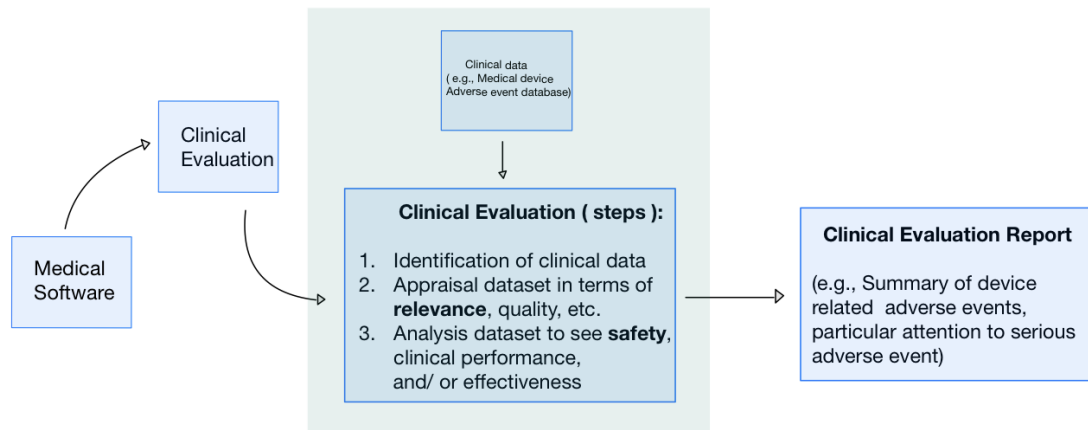 Medical
Software
Clinical
Evaluation
Clinical data
( e.g., Medical device
Adverse event database)
Clinical Evaluation ( steps ):
1. Identification of clinical data
2. Appraisal dataset in terms of
relevance, quality, etc.
3. Analysis dataset to see safety,
clinical performance,
and/ or effectiveness
Clinical Evaluation Report
(e.g., Summary of device
related adverse events,
particular attention to serious
adverse event)